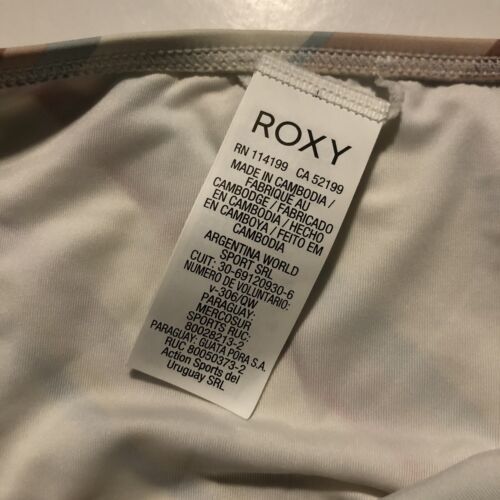 ROXY
RN 114199 CA 52199
MADE IN CAMBODIA /
FABRIQUE AU
CAMBODGE / FABRICADO
EN CAMBODIA / HECHO
EN CAMBOYA / FEITO EM
CAMBODIA
ARGENTINA WORLD
SPORT SRL
CUIT: 30-69120930-6
NUMERO DE VOLUNTARIO:
v-306/QW
PARAGUAY:
MERCOSUR
SPORTS RUC:
80028213-2
PARAGUAY: GUATA PORA S.A.
RUC 80050373-2
Action Sports del
Uruguay SRL